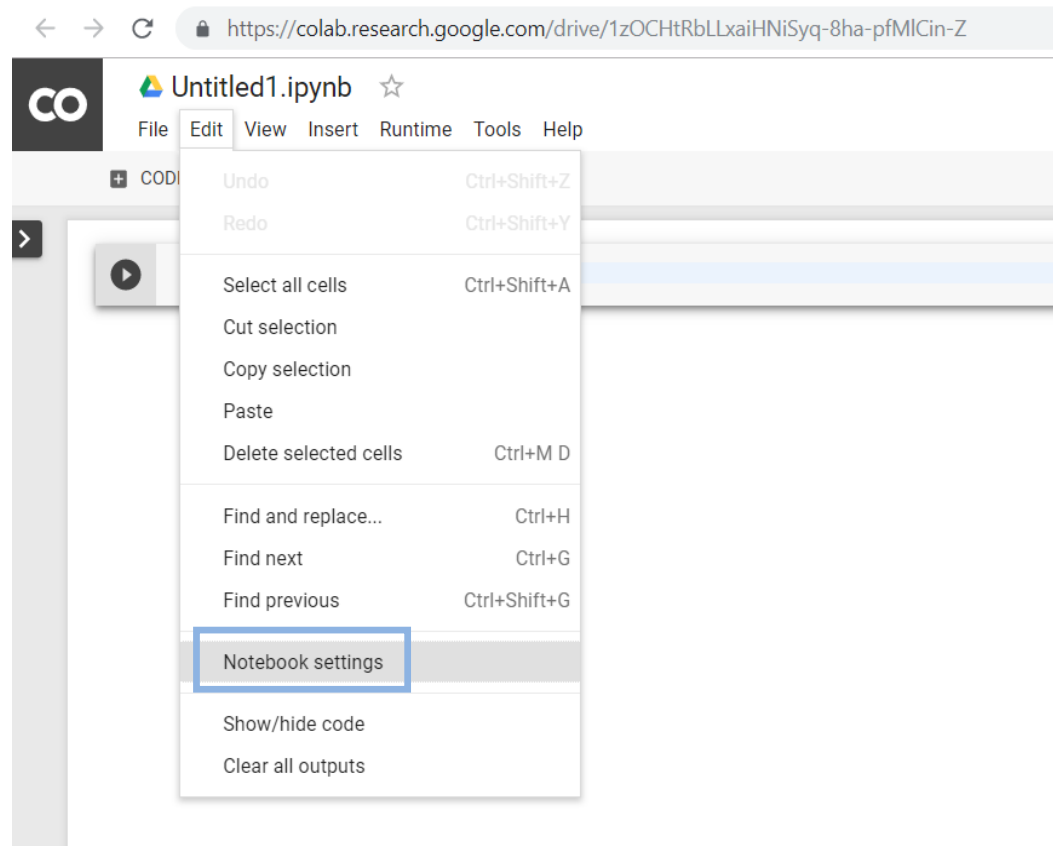 https://colab.research.google.com/drive/1zOCHtRbLLxaiHNiSyq-8ha-pfMlCin-Z
CO
Untitled1.ipynb
File Edit View Insert Runtime Tools Help
CODE
Undo Ctrl+Shift+Z
Redo Ctrl+Shift+Y
Select all cells Ctrl+Shift+A
Cut selection
Copy selection
Paste
Delete selected cells Ctrl+M D
Find and replace... Ctrl+H
Find next Ctrl+G
Find previous Ctrl+Shift+G
Notebook settings
Show/hide code
Clear all outputs